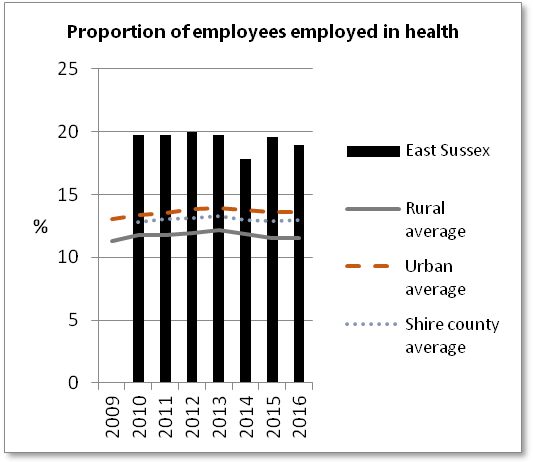 Proportion of employees employed in health
25
20
15
10
5
0
%
2009
2010
2011
2012
2013
2014
2015
2016
East Sussex
Rural
average
Urban
average
Shire county
average